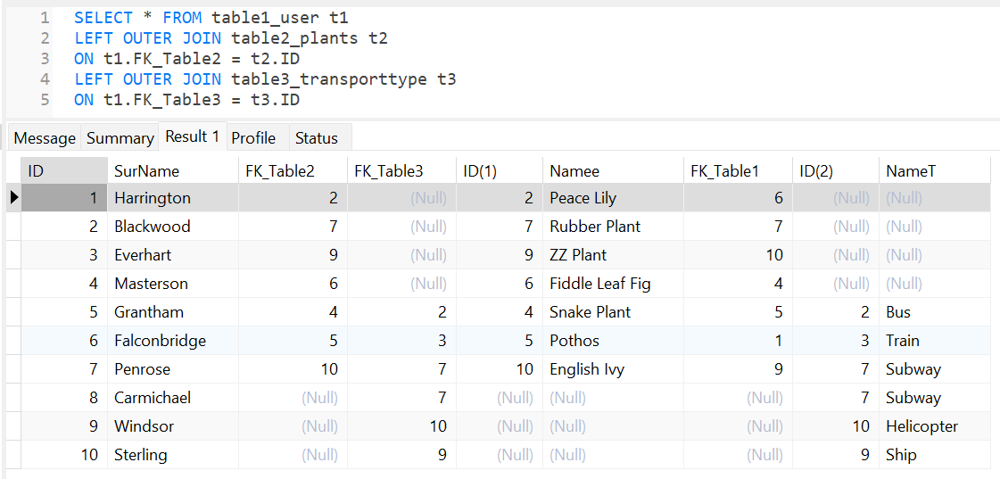 1 SELECT * FROM table1_user t1
2 LEFT OUTER JOIN table2_plants t2
3 ON t1.FK_Table2 = t2.ID
4 LEFT OUTER JOIN table3_transporttype t3
5 ON t1.FK_Table3 = t3.ID
Message Summary Result 1 Profile Status
ID SurName FK_Table2 FK_Table3 ID(1) Namee FK_Table1 ID(2) NameT
1 Harrington 2 (Null) 2 Peace Lily 6 (Null) (Null)
2 Blackwood 7 (Null) 7 Rubber Plant 7 (Null) (Null)
3 Everhart 9 (Null) 9 ZZ Plant 10 (Null) (Null)
4 Masterson 6 (Null) 6 Fiddle Leaf Fig 4 (Null) (Null)
5 Grantham 4 2 4 Snake Plant 5 2 Bus
6 Falconbridge 5 3 5 Pothos 1 3 Train
7 Penrose 10 7 10 English Ivy 9 7 Subway
8 Carmichael (Null) 7 (Null) (Null) (Null) 7 Subway
9 Windsor (Null) 10 (Null) (Null) (Null) 10 Helicopter
10 Sterling (Null) 9 (Null) (Null) (Null) 9 Ship